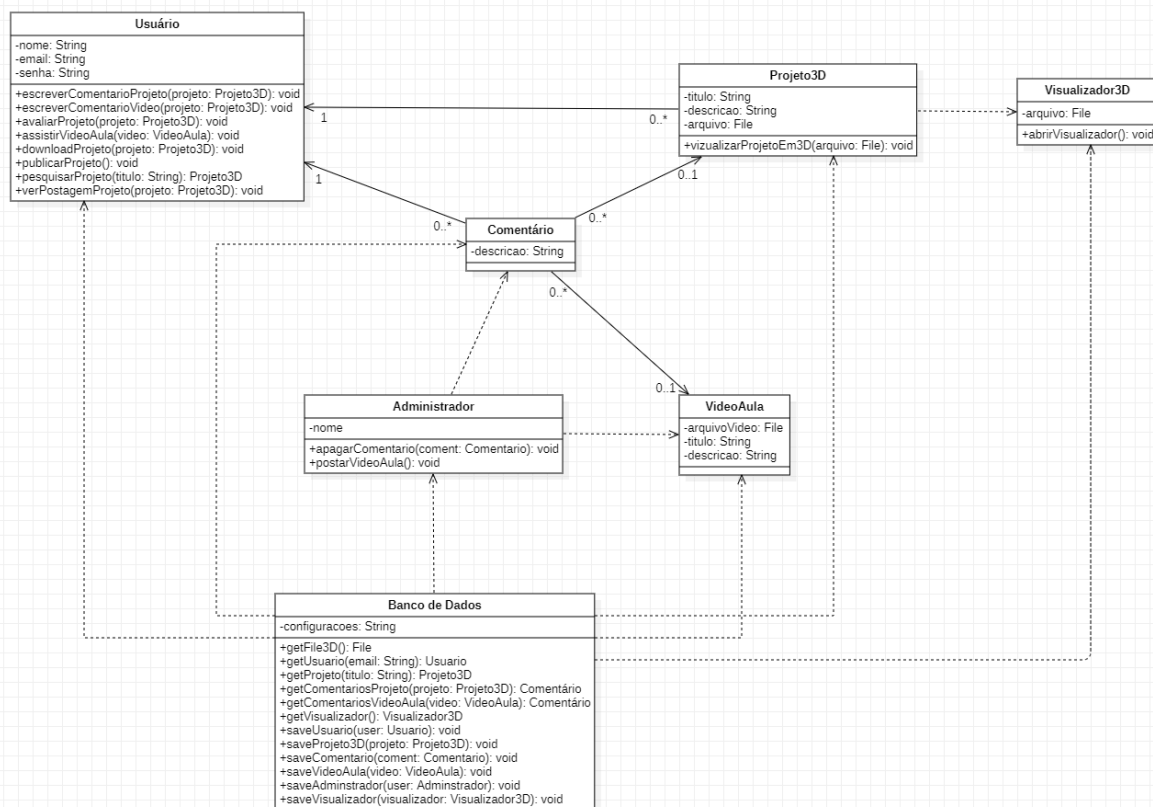 Usuário
-nome: String
-email: String
-senha: String
+escreverComentarioProjeto(projeto: Projeto3D): void
+escreverComentarioVideo(projeto: Projeto3D): void
+avaliarProjeto(projeto: Projeto3D): void
+assistirVideoAula(video: VideoAula): void
+downloadProjeto(projeto: Projeto3D): void
+publicarProjeto(): void
+pesquisarProjeto(titulo: String): Projeto3D
+verPostagemProjeto(projeto: Projeto3D): void
1
0..*
Projeto3D
-titulo: String
-descricao: String
-arquivo: File
+vizualizarProjetoEm3D(arquivo: File): void
Visualizador3D
-arquivo: File
+abrirVisualizador(): void
1
0..*
0..1
0..*
Comentário
-descricao: String
0..*
0..1
Administrador
-nome
+apagarComentario(coment: Comentario): void
+postarVideoAula(): void
VideoAula
-arquivoVideo: File
-titulo: String
-descricao: String
Banco de Dados
-configuracoes: String
+getFile3D(): File
+getUsuario(email: String): Usuario
+getProjeto(titulo: String): Projeto3D
+getComentariosProjeto(projeto: Projeto3D): Comentário
+getComentariosVideoAula(video: VideoAula): Comentário
+getVisualizador(): Visualizador3D
+saveUsuario(user: Usuario): void
+saveProjeto3D(projeto: Projeto3D): void
+saveComentario(coment: Comentario): void
+saveVideoAula(video: VideoAula): void
+saveAdminstrador(user: Adminstrador): void
+saveVisualizador(visualizador: Visualizador3D): void